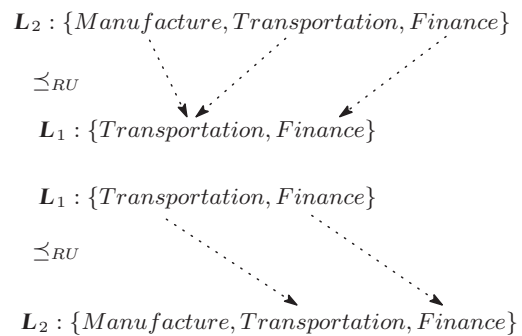 L₂ : {Manufacture, Transportation, Finance}
⪯RU
L₁ : {Transportation, Finance}
L₁ : {Transportation, Finance}
⪯RU
L₂ : {Manufacture, Transportation, Finance}